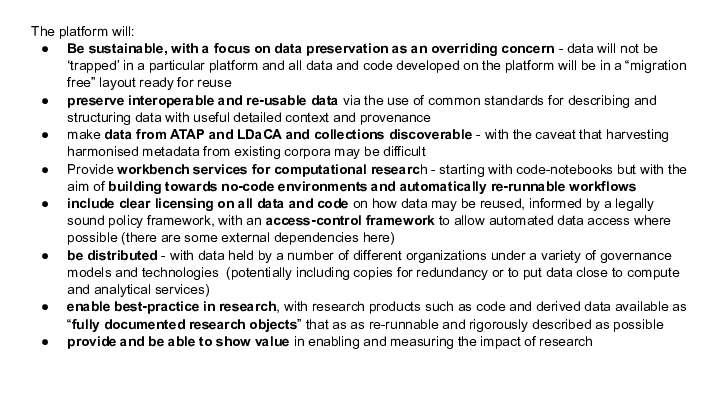 The platform will:
● Be sustainable, with a focus on data preservation as an overriding concern - data will not be
‘trapped’ in a particular platform and all data and code developed on the platform will be in a “migration
free” layout ready for reuse
● preserve interoperable and re-usable data via the use of common standards for describing and
structuring data with useful detailed context and provenance
● make data from ATAP and LDaCA and collections discoverable - with the caveat that harvesting
harmonised metadata from existing corpora may be difficult
● Provide workbench services for computational research - starting with code-notebooks but with the
aim of building towards no-code environments and automatically re-runnable workflows
● include clear licensing on all data and code on how data may be reused, informed by a legally
sound policy framework, with an access-control framework to allow automated data access where
possible (there are some external dependencies here)
● be distributed - with data held by a number of different organizations under a variety of governance
models and technologies (potentially including copies for redundancy or to put data close to compute
and analytical services)
● enable best-practice in research, with research products such as code and derived data available as
“fully documented research objects” that as as re-runnable and rigorously described as possible
● provide and be able to show value in enabling and measuring the impact of research